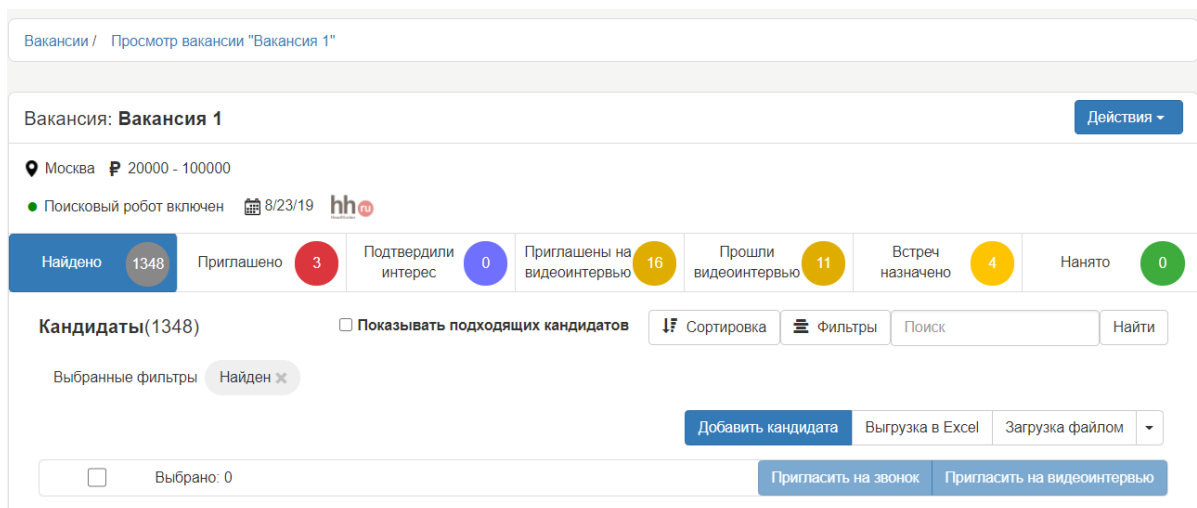 Вакансии / Просмотр вакансии "Вакансия 1"
Вакансия: Вакансия 1
Действия
Москва ₽ 20000 - 100000
Поисковый робот включен 8/23/19 hh ru
Найдено 1348
Приглашено 3
Подтвердили
интерес 0
Приглашены на
видеоинтервью 16
Прошли
видеоинтервью 11
Встреч
назначено 4
Нанято 0
Кандидаты(1348) Показывать подходящих кандидатов Сортировка Фильтры Поиск Найти
Выбранные фильтры Найден ×
Добавить кандидата Выгрузка в Excel Загрузка файлом
Выбрано: 0 Пригласить на звонок Пригласить на видеоинтервью